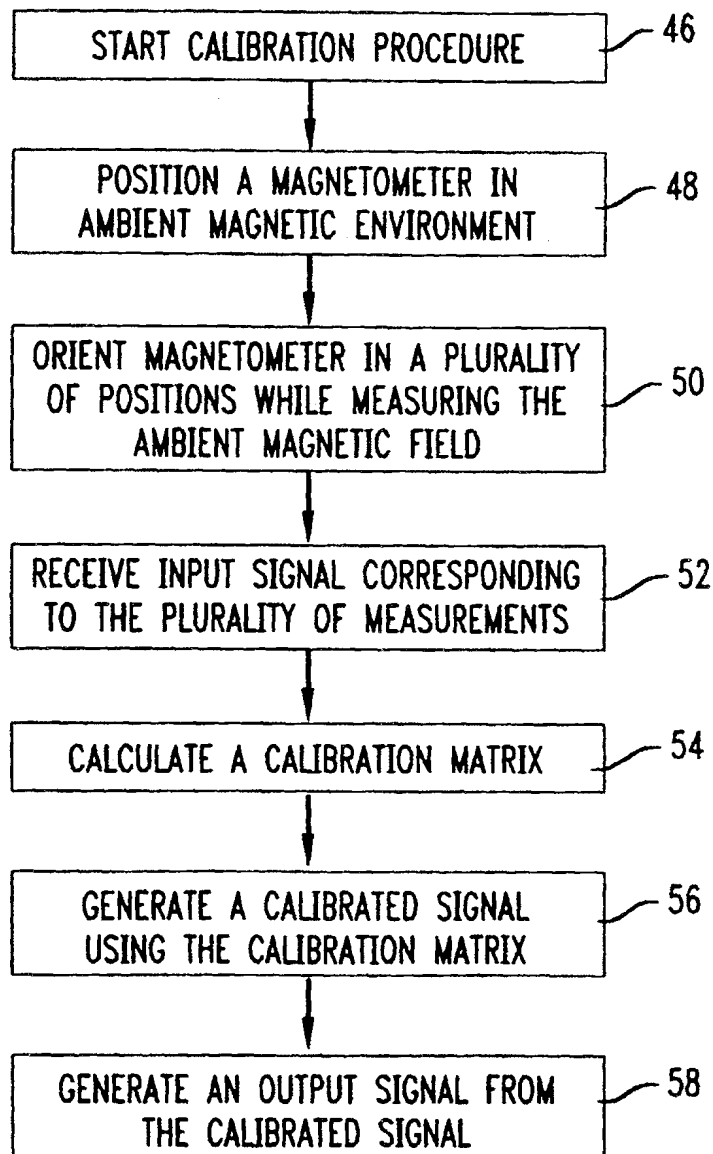 START CALIBRATION PROCEDURE
46
POSITION A MAGNETOMETER IN
AMBIENT MAGNETIC ENVIRONMENT
48
ORIENT MAGNETOMETER IN A PLURALITY
OF POSITIONS WHILE MEASURING THE
AMBIENT MAGNETIC FIELD
50
RECEIVE INPUT SIGNAL CORRESPONDING
TO THE PLURALITY OF MEASUREMENTS
52
CALCULATE A CALIBRATION MATRIX
54
GENERATE A CALIBRATED SIGNAL
USING THE CALIBRATION MATRIX
56
GENERATE AN OUTPUT SIGNAL FROM
THE CALIBRATED SIGNAL
58